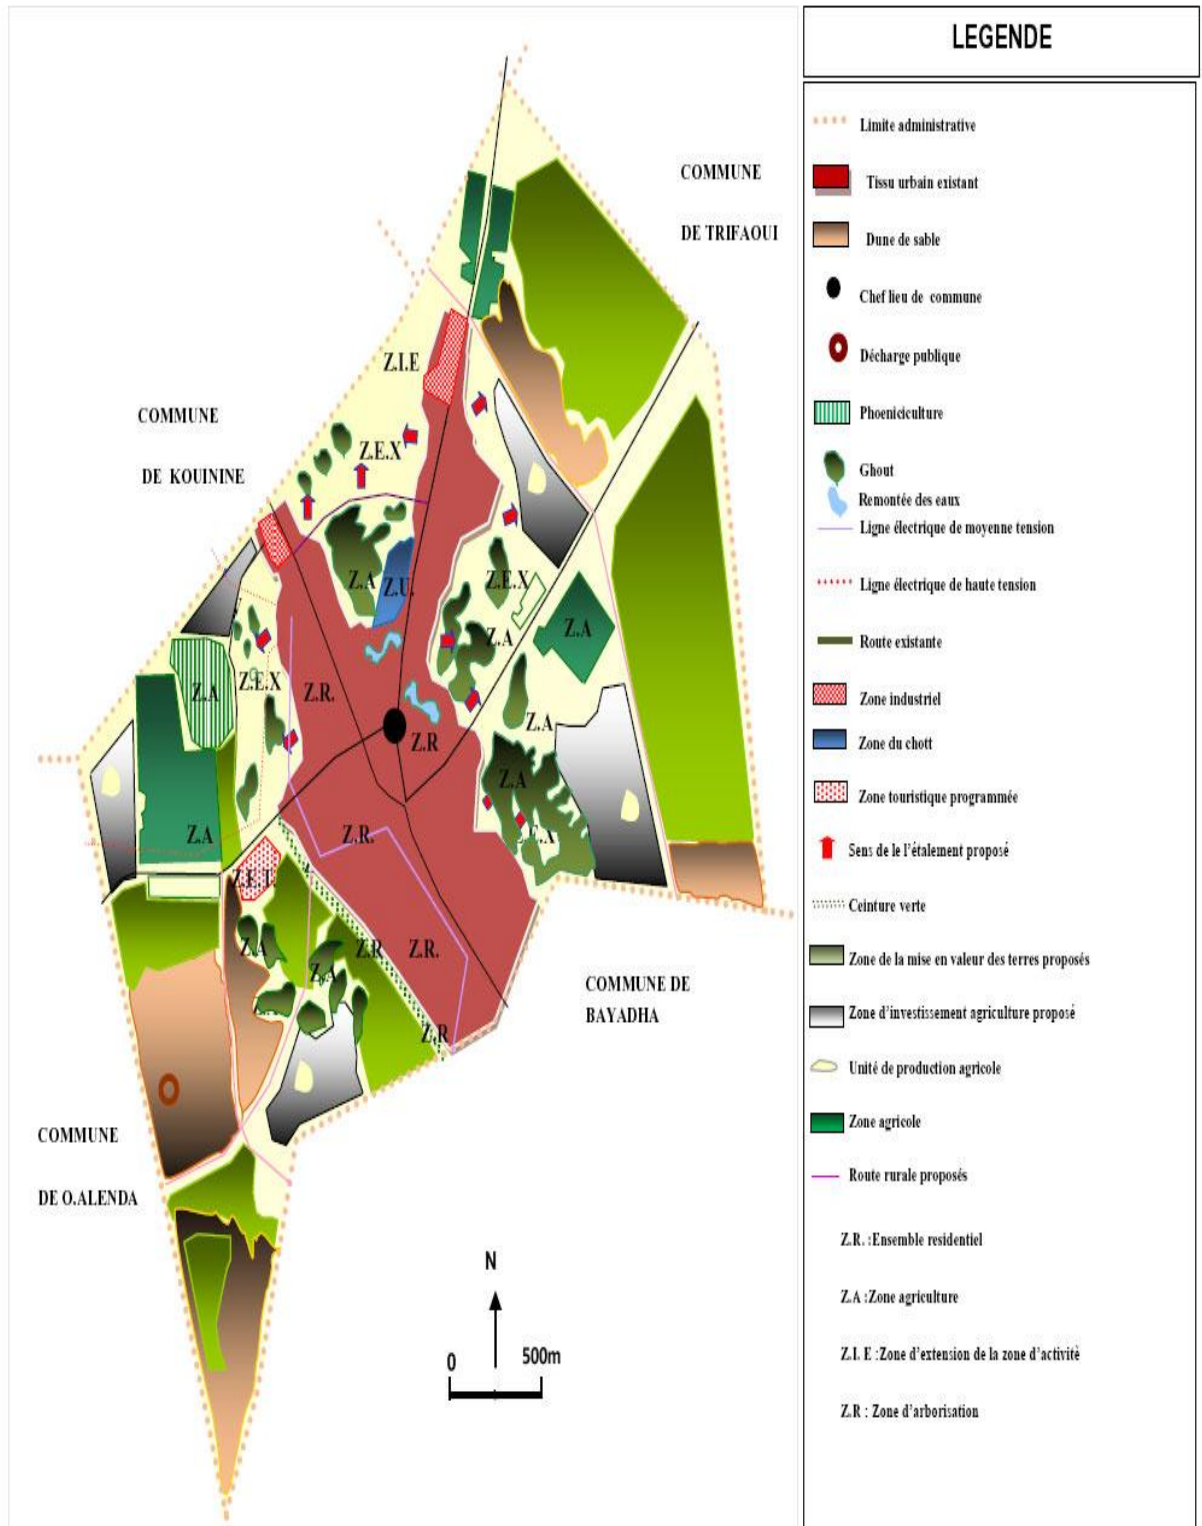 LEGENDE
Limite administrative
Tissu urbain existant
Dune de sable
Chef lieu de commune
Décharge publique
Phoeniciculture
Ghout
Remontée des eaux
Ligne électrique de moyenne tension
Ligne électrique de haute tension
Route existante
Zone industriel
Zone du chott
Zone touristique programmée
Sens de le l'étalement proposé
Ceinture verte
Zone de la mise en valeur des terres proposés
Zone d'investissement agriculture proposé
Unité de production agricole
Zone agricole
Route rurale proposés
Z.R. :Ensemble residentiel
Z.A :Zone agriculture
Z.I. E :Zone d'extension de la zone d'activitè
Z.R : Zone d'arborisation
COMMUNE
DE TRIFAOUI
Z.I.E
COMMUNE
DE KOUININE
Z.E.X
Z.A
Z.U.
Z.E.X
Z.A
Z.A
Z.A
Z.E.X
Z.R.
Z.A
Z.R
Z.A
Z.A
Z.R.
E.X
Z.E.T.
Z.A
Z.A
Z.R
Z.R.
Z.R
COMMUNE DE
BAYADHA
COMMUNE
DE O.ALENDA
N
0
500m